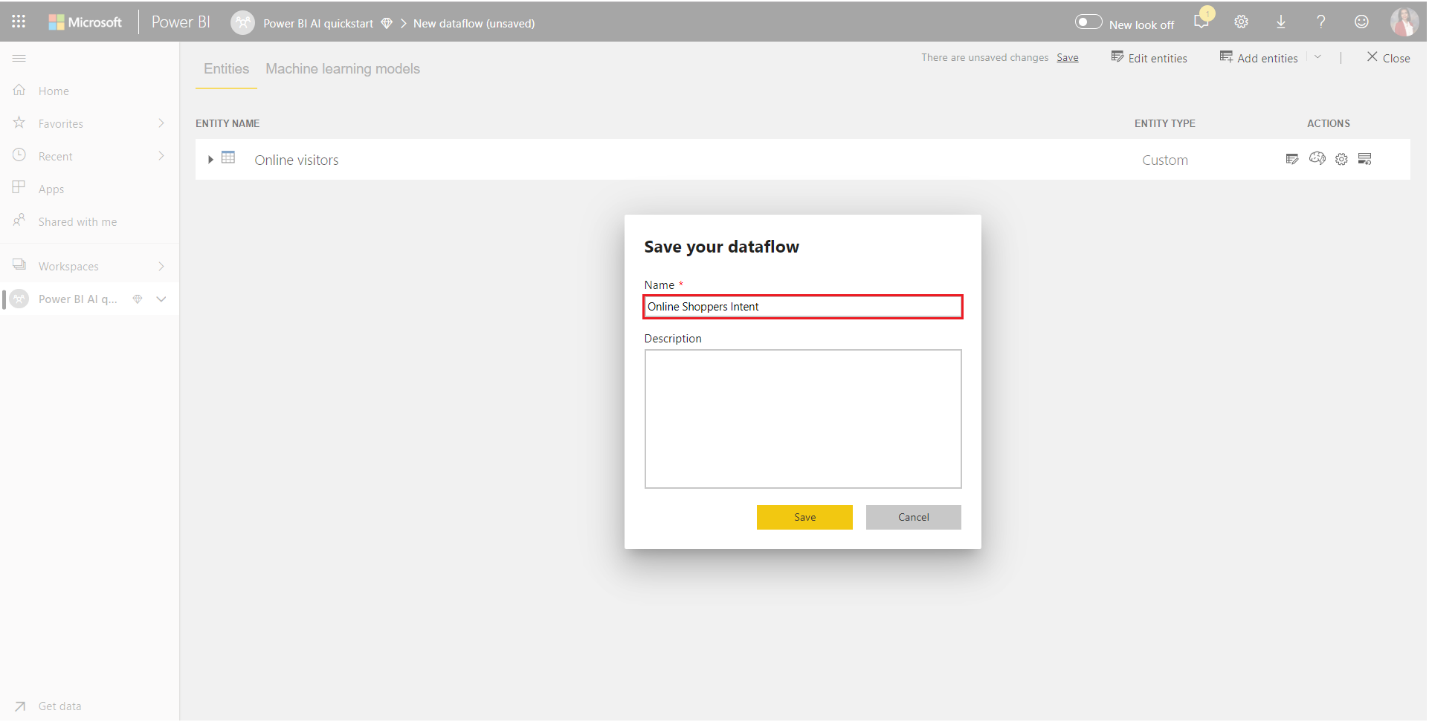 Microsoft Power BI Power BI AI quickstart > New dataflow (unsaved) New look off 1
Entities Machine learning models There are unsaved changes Save Edit entities Add entities Close
Home
Favorites
Recent
Apps
Shared with me
Workspaces
Power BI AI q...
Get data
ENTITY NAME ENTITY TYPE ACTIONS
Online visitors Custom
Save your dataflow
Name *
Online Shoppers Intent
Description
Save Cancel